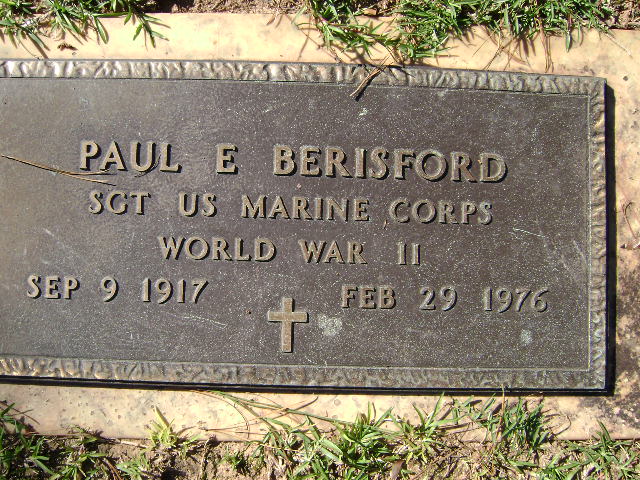 PAUL E BERISFORD
SGT US MARINE CORPS
WORLD WAR II
SEP 9 1917 FEB 29 1976